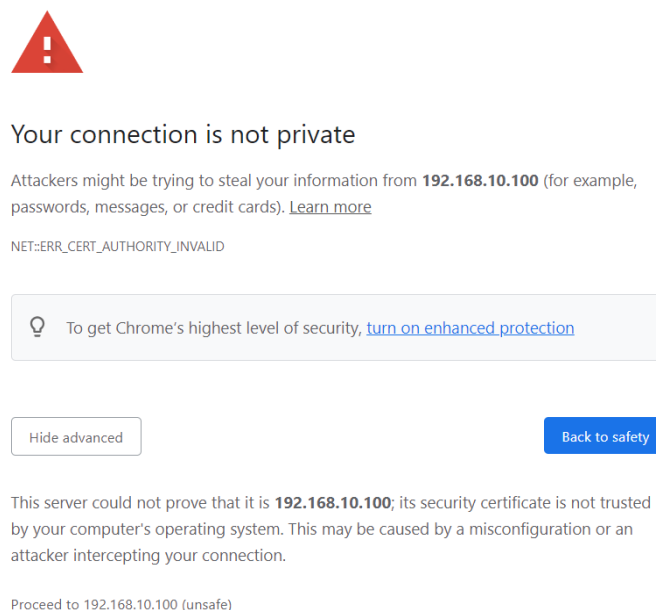 Your connection is not private
Attackers might be trying to steal your information from 192.168.10.100 (for example,
passwords, messages, or credit cards). Learn more
NET::ERR_CERT_AUTHORITY_INVALID
To get Chrome's highest level of security, turn on enhanced protection
Hide advanced
Back to safety
This server could not prove that it is 192.168.10.100; its security certificate is not trusted
by your computer's operating system. This may be caused by a misconfiguration or an
attacker intercepting your connection.
Proceed to 192.168.10.100 (unsafe)